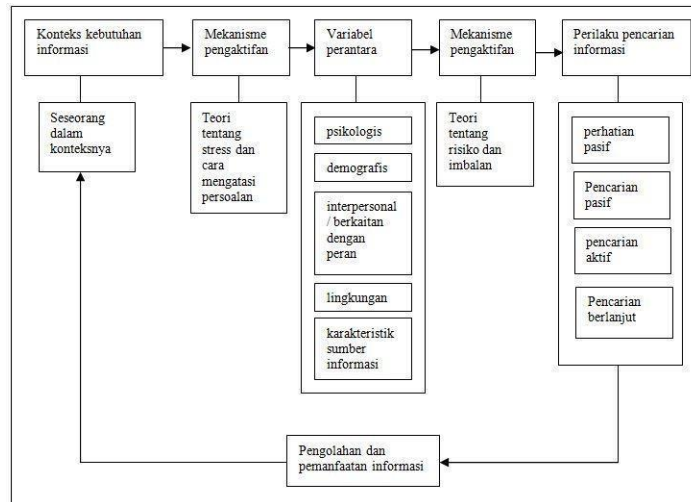 Konteks kebutuhan
informasi
Mekanisme
pengaktifan
Variabel
perantara
Mekanisme
pengaktifan
Perilaku pencarian
informasi
Seseorang
dalam
konteksnya
Teori
tentang
stress dan
cara
mengatasi
persoalan
psikologis
demografis
interpersonal
/ berkaitan
dengan
peran
lingkungan
karakteristik
sumber
informasi
Teori
tentang
risiko dan
imbalan
perhatian
pasif
Pencarian
pasif
pencarian
aktif
Pencarian
berlanjut
Pengolahan dan
pemanfaatan informasi